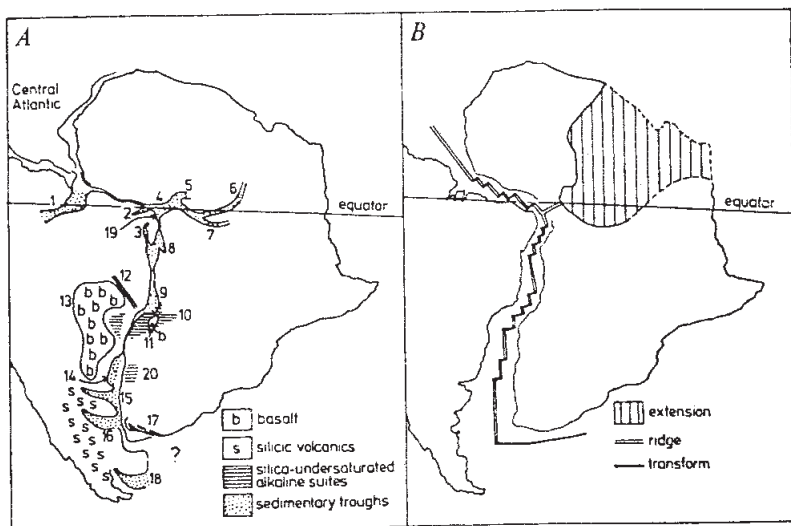 A
Central
Atlantic
1
2
3
4
5
6
7
8
19
equator
9
10
11
12
13
b b
b b b
b
b b
b
b
b
b
14
15
16
17
18
20
s
s s
s s
s s
s
s s
s
s
s
?
b basalt
s silicic volcanics
silica-undersaturated
alkaline suites
sedimentary troughs
B
equator
extension
ridge
transform